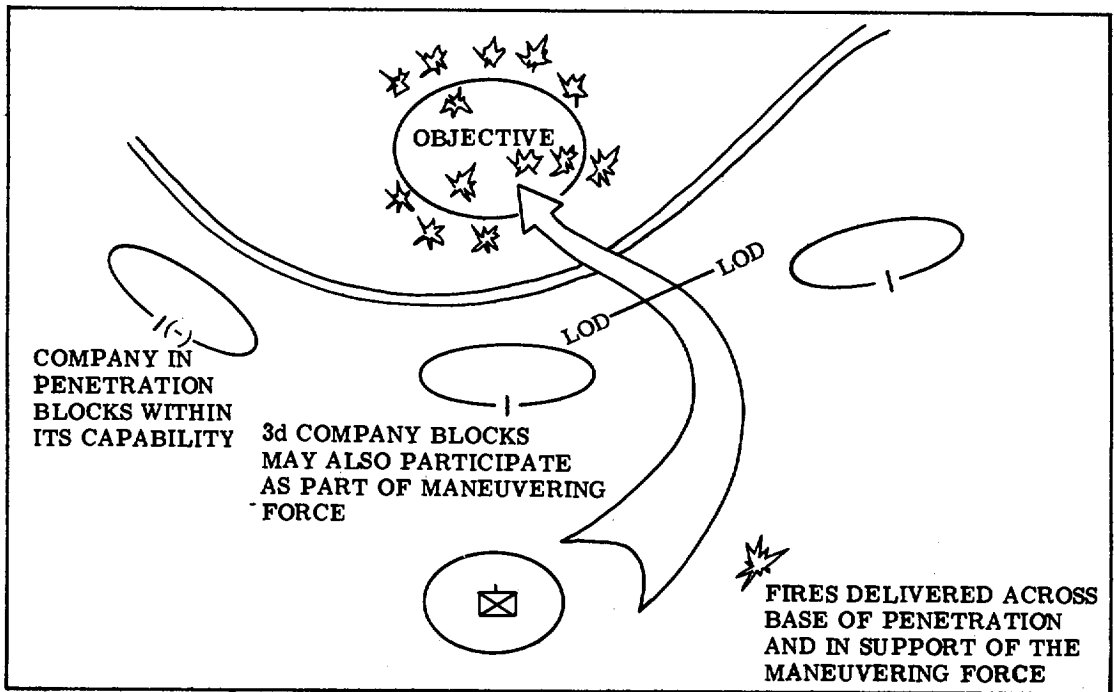 OBJECTIVE
LOD
LOD
COMPANY IN
PENETRATION
BLOCKS WITHIN
ITS CAPABILITY
3d COMPANY BLOCKS
MAY ALSO PARTICIPATE
AS PART OF MANEUVERING
FORCE
FIRES DELIVERED ACROSS
BASE OF PENETRATION
AND IN SUPPORT OF THE
MANEUVERING FORCE